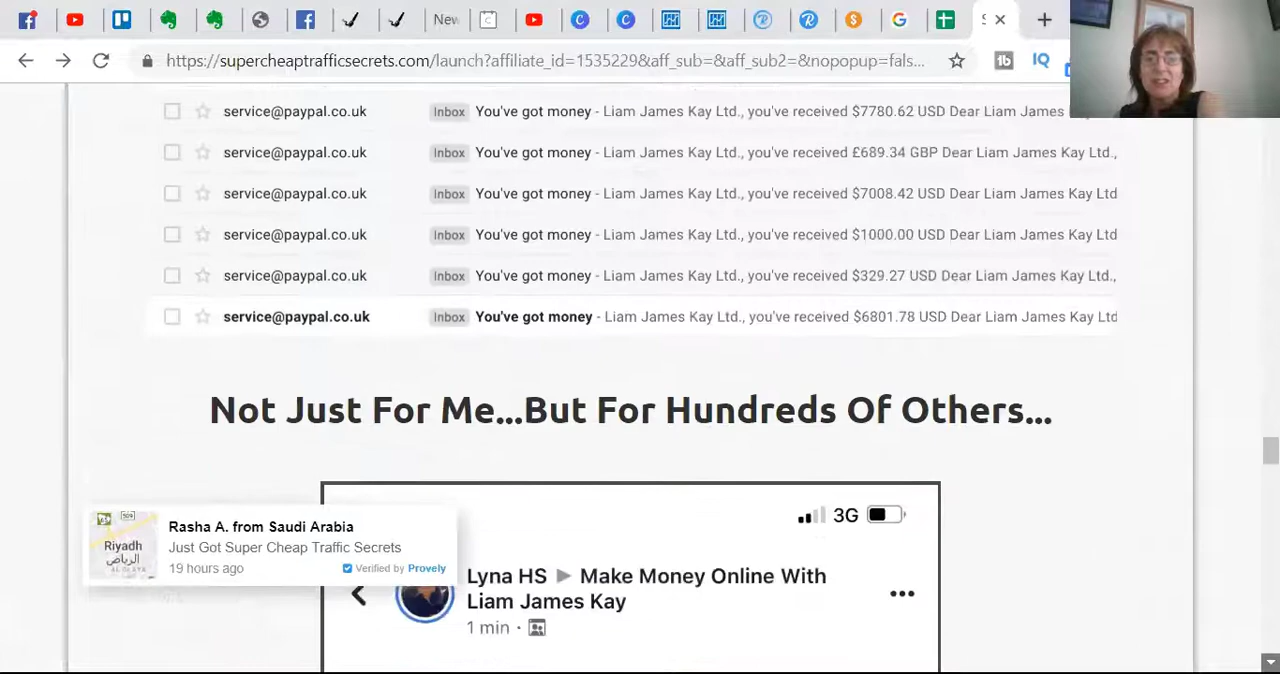 New
S
https://supercheaptrafficsecrets.com/launch?affiliate_id=1535229&aff_sub=&aff_sub2=&nopopup=fals...
1b
IQ
service@paypal.co.uk Inbox You've got money - Liam James Kay Ltd., you've received $7780.62 USD Dear Liam James
service@paypal.co.uk Inbox You've got money - Liam James Kay Ltd., you've received £689.34 GBP Dear Liam James Kay Ltd.,
service@paypal.co.uk Inbox You've got money - Liam James Kay Ltd., you've received $7008.42 USD Dear Liam James Kay Ltd
service@paypal.co.uk Inbox You've got money - Liam James Kay Ltd., you've received $1000.00 USD Dear Liam James Kay Ltd
service@paypal.co.uk Inbox You've got money - Liam James Kay Ltd., you've received $329.27 USD Dear Liam James Kay Ltd.,
service@paypal.co.uk Inbox You've got money - Liam James Kay Ltd., you've received $6801.78 USD Dear Liam James Kay Ltd
Not Just For Me...But For Hundreds Of Others...
3G
Riyadh
الرياض
Rasha A. from Saudi Arabia
Just Got Super Cheap Traffic Secrets
19 hours ago
Verified by Provely
Lyna HS ▶ Make Money Online With
Liam James Kay
1 min ·